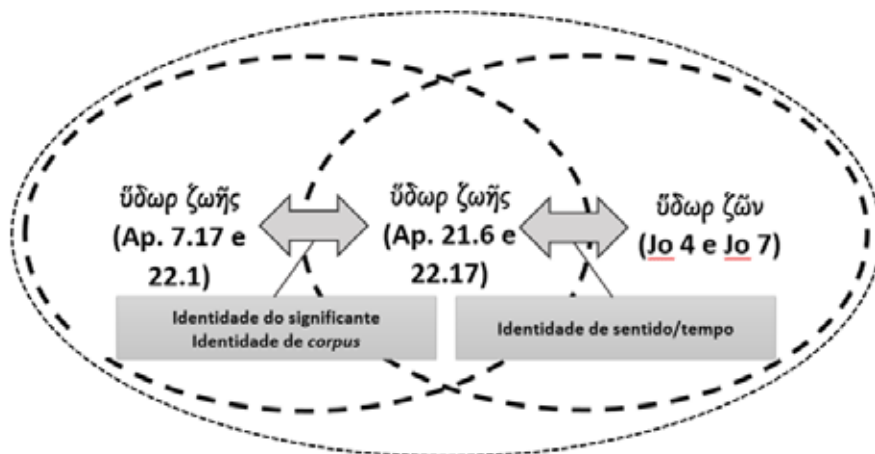 ὕδωρ ζωῆς
(Ap. 7.17 e
22.1)
ὕδωρ ζωῆς
(Ap. 21.6 e
22.17)
ὕδωρ ζῶν
(Jo 4 e Jo 7)
Identidade do significante
Identidade de corpus
Identidade de sentido/tempo